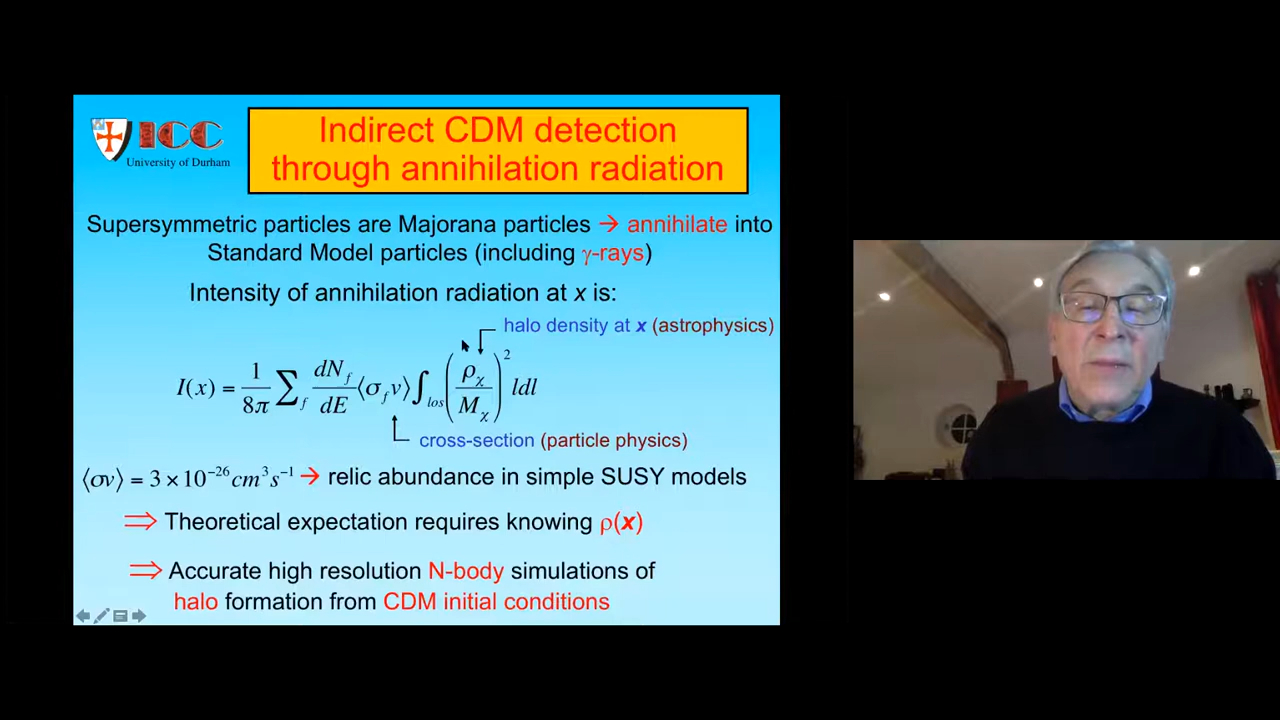 ICC
University of Durham
Indirect CDM detection
through annihilation radiation
Supersymmetric particles are Majorana particles → annihilate into
Standard Model particles (including γ-rays)
Intensity of annihilation radiation at x is:
halo density at x (astrophysics)
I(x) = 1/8π ∑_f dN_f/dE ⟨σ_f v⟩ ∫_los (ρ_χ/M_χ)² ldl
cross-section (particle physics)
⟨σv⟩ = 3×10⁻²⁶ cm³ s⁻¹ → relic abundance in simple SUSY models
⇒ Theoretical expectation requires knowing ρ(x)
⇒ Accurate high resolution N-body simulations of
halo formation from CDM initial conditions